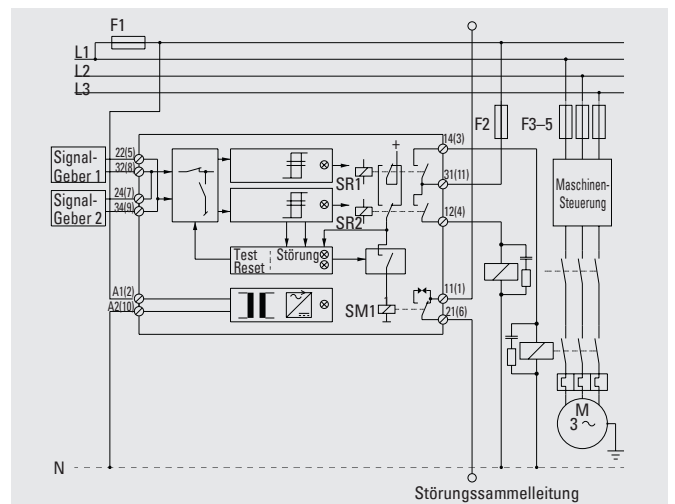 F1
L1
L2
L3
F2
F3–5
14(3)
Signal-
Geber 1
22(5)
32(8)
+
SR1
31(11)
Maschinen-
Steuerung
Signal-
Geber 2
24(7)
34(9)
SR2
12(4)
Test
Reset
Störung
A1(2)
A2(10)
SM1
11(1)
21(6)
M
3 ~
N
Störungssammelleitung